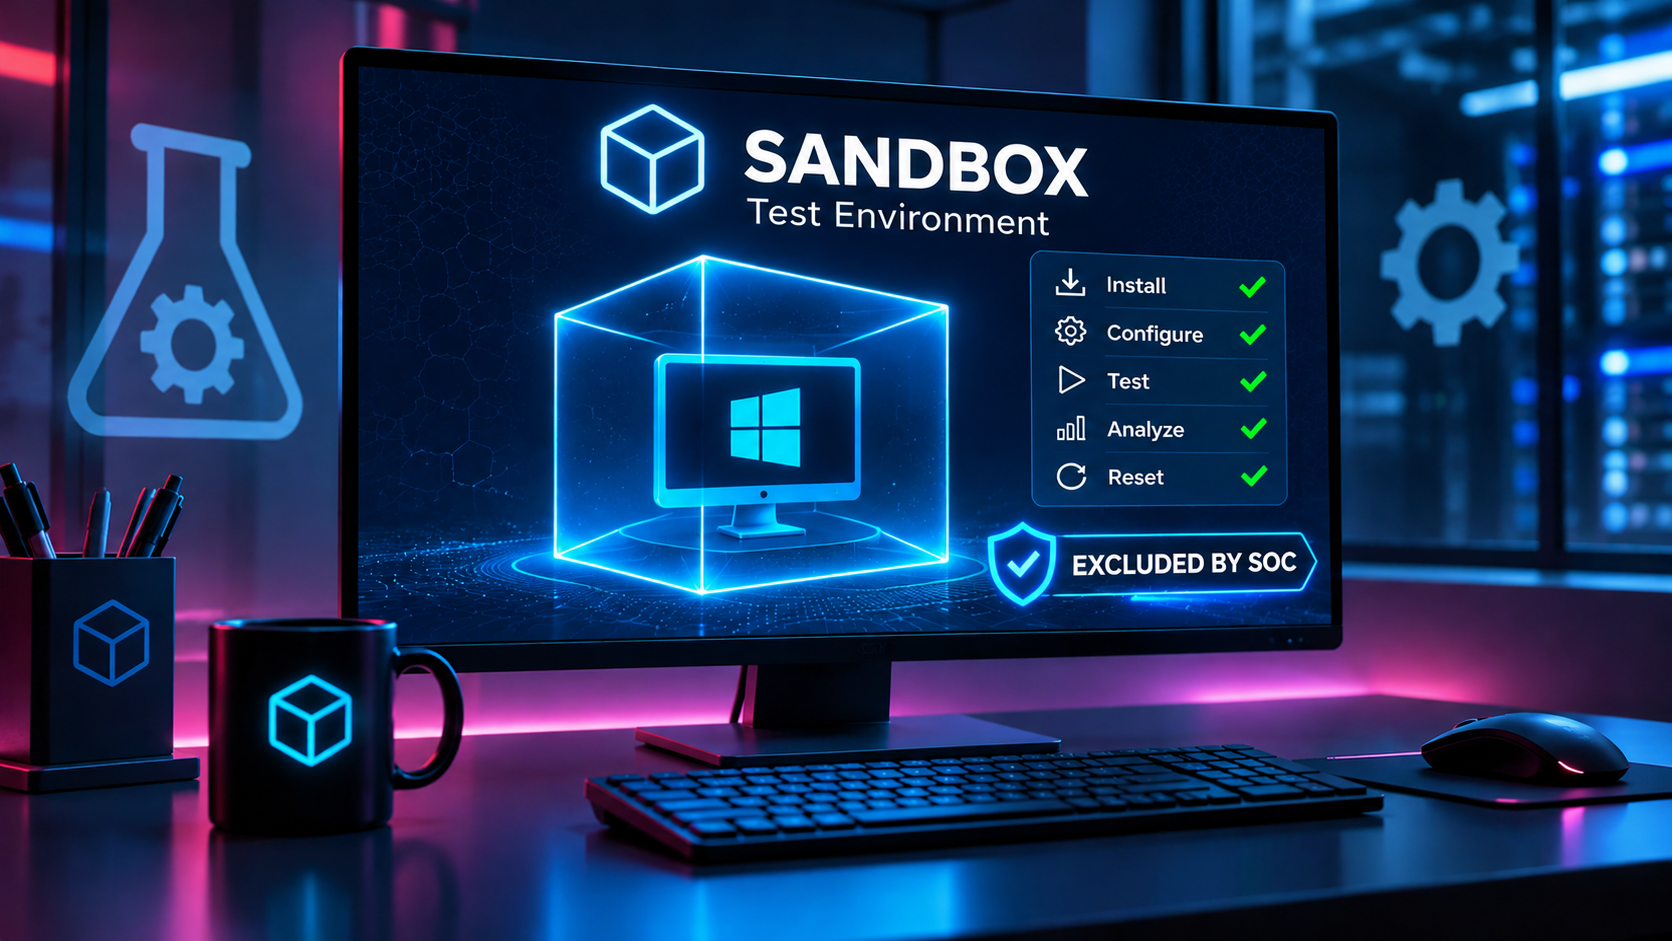 SANDBOX
Test Environment
Install
Configure
Test
Analyze
Reset
EXCLUDED BY SOC